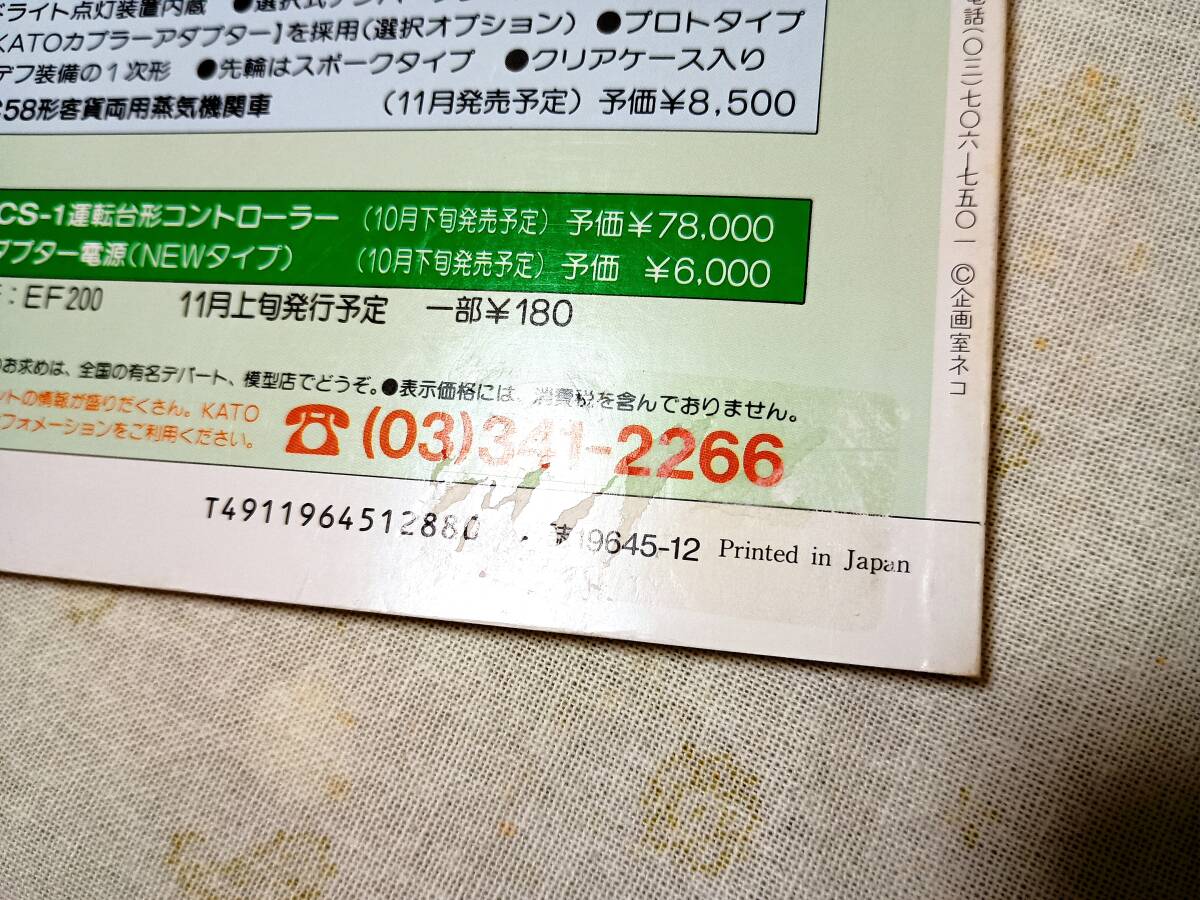 ドライト点灯装置内蔵 ●選択式ナンバー
KATOカプラーアダプター】を採用(選択オプション) ●プロトタイプ
デフ装備の1次形 ●先輪はスポークタイプ ●クリアケース入り
58形客貨両用蒸気機関車 (11月発売予定) 予価¥8,500
CS-1運転台形コントローラー (10月下旬発売予定) 予価¥78,000
ダプター電源(NEWタイプ) (10月下旬発売予定) 予価 ¥6,000
:EF200 11月上旬発行予定 一部¥180
お求めは、全国の有名デパート、模型店でどうぞ。●表示価格には、消費税を含んでおりません。
ントの情報が盛りだくさん。KATO
フォメーションをご利用ください。
☎(03)341-2266
T4911964512880 19645-12 Printed in Japan
電話(〇三)七〇六―七五〇一 ©企画室ネコ